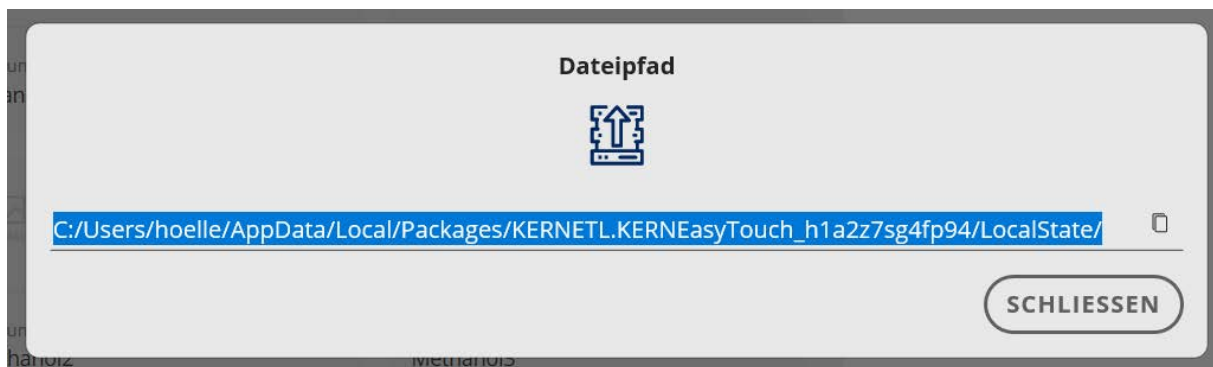 Dateipfad
C:/Users/hoelle/AppData/Local/Packages/KERNETL.KERNEasyTouch_h1a2z7sg4fp94/LocalState/
SCHLIESSEN